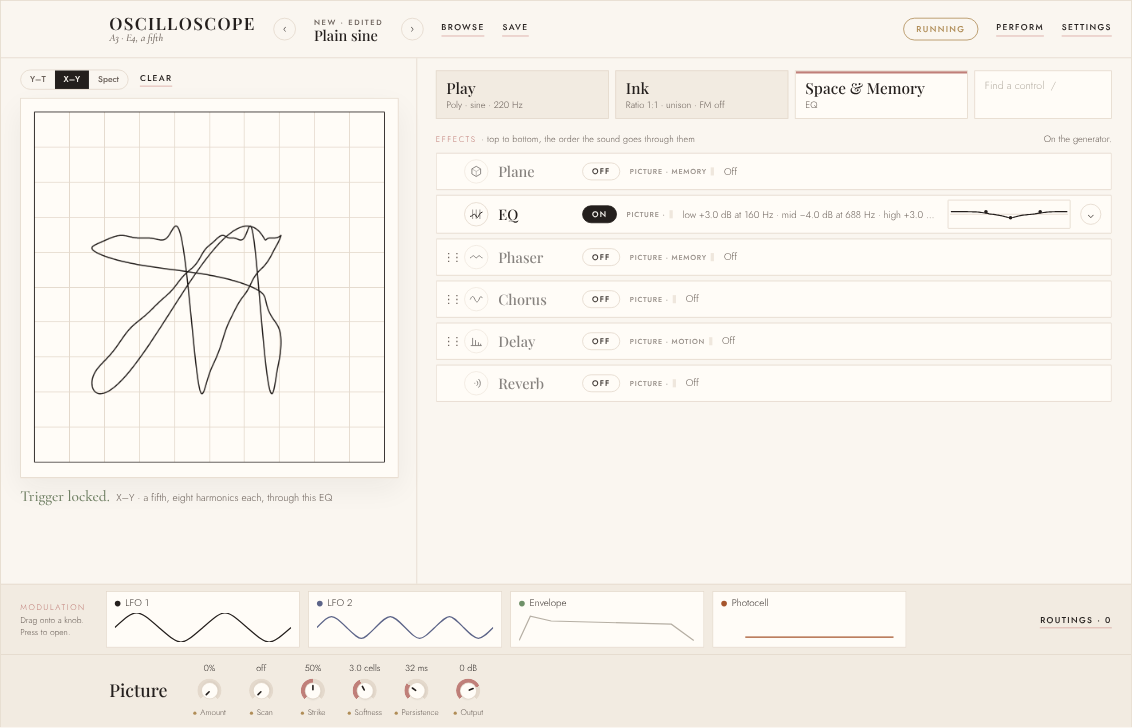 OSCILLOSCOPE
A3 · E4, a fifth
‹
NEW · EDITED
Plain sine
›
BROWSE
SAVE
RUNNING
PERFORM
SETTINGS
Y–T
X–Y
Spect
CLEAR
Play
Poly · sine · 220 Hz
Ink
Ratio 1:1 · unison · FM off
Space & Memory
EQ
Find a control /
EFFECTS · top to bottom, the order the sound goes through them
On the generator.
Plane OFF PICTURE · MEMORY Off
EQ ON PICTURE · low +3.0 dB at 160 Hz · mid −4.0 dB at 688 Hz · high +3.0 …
Phaser OFF PICTURE · MEMORY Off
Chorus OFF PICTURE · Off
Delay OFF PICTURE · MOTION Off
Reverb OFF PICTURE · Off
Trigger locked. X–Y · a fifth, eight harmonics each, through this EQ
MODULATION
Drag onto a knob.
Press to open.
LFO 1
LFO 2
Envelope
Photocell
ROUTINGS · 0
Picture
0% off 50% 3.0 cells 32 ms 0 dB
Amount Scan Strike Softness Persistence Output